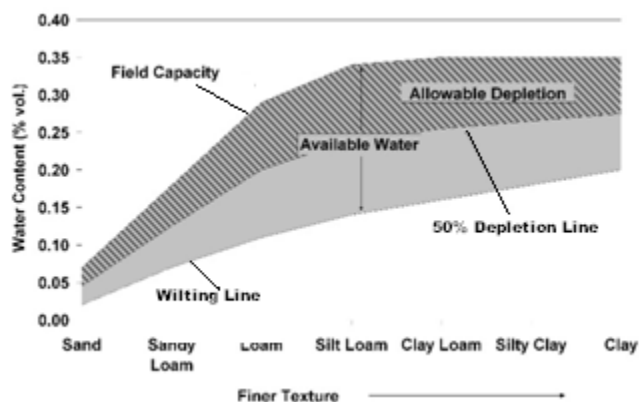 0.40
0.35
0.30
0.25
0.20
0.15
0.10
0.05
0.00
Water Content (% vol.)
Field Capacity
Allowable Depletion
Available Water
50% Depletion Line
Wilting Line
Sand
Sandy
Loam
Loam
Silt Loam
Clay Loam
Silty Clay
Clay
Finer Texture